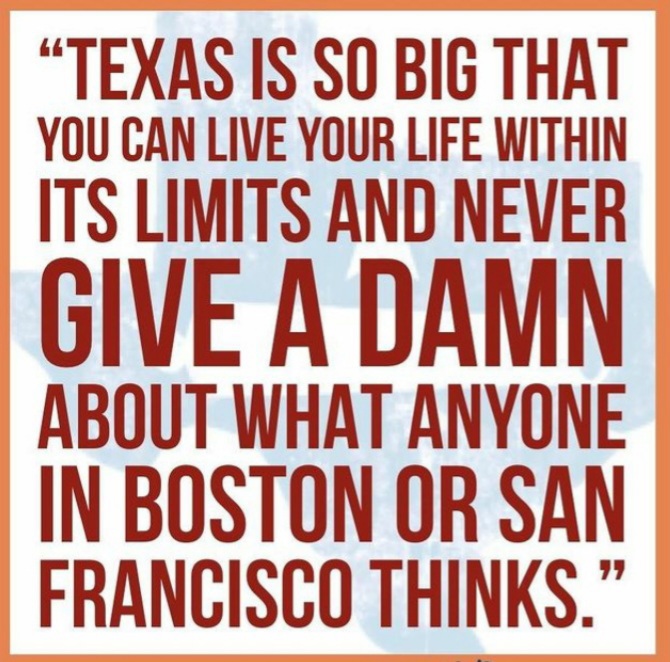 “TEXAS IS SO BIG THAT
YOU CAN LIVE YOUR LIFE WITHIN
ITS LIMITS AND NEVER
GIVE A DAMN
ABOUT WHAT ANYONE
IN BOSTON OR SAN
FRANCISCO THINKS.”